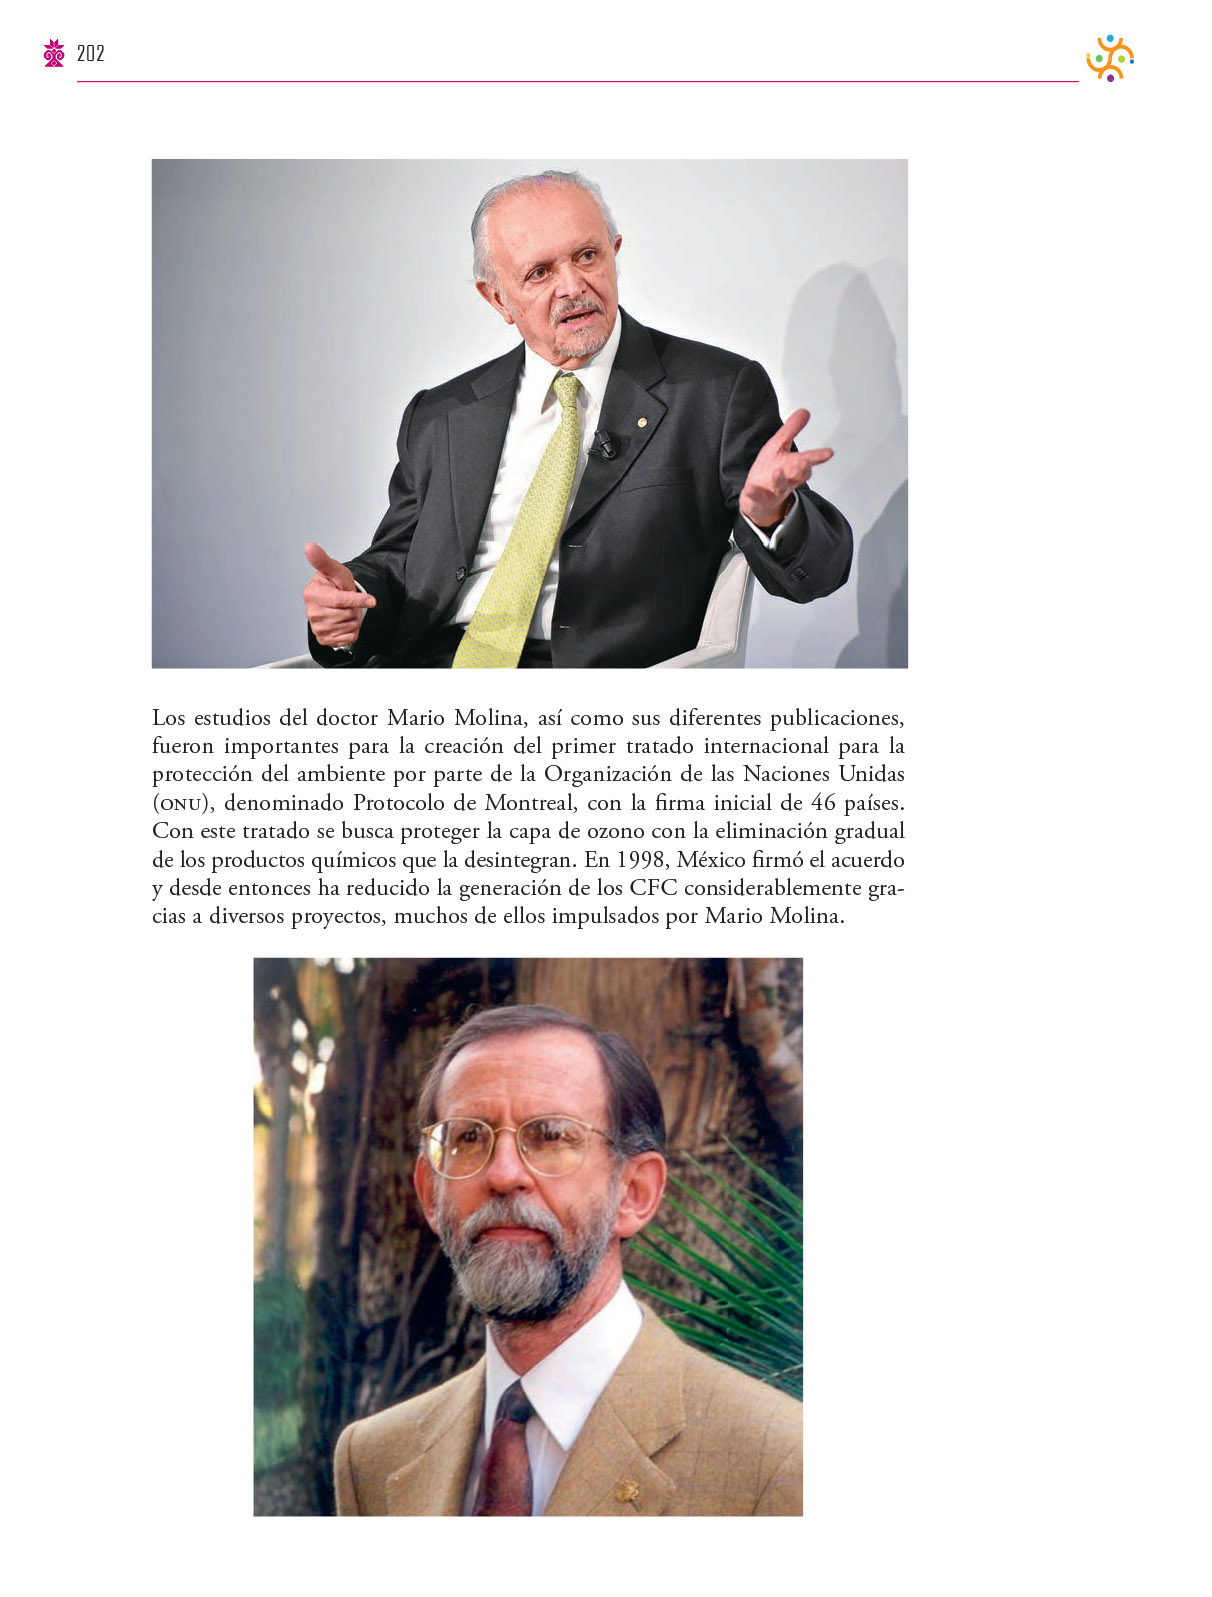 202
Los estudios del doctor Mario Molina, así como sus diferentes publicaciones,
fueron importantes para la creación del primer tratado internacional para la
protección del ambiente por parte de la Organización de las Naciones Unidas
(ONU), denominado Protocolo de Montreal, con la firma inicial de 46 países.
Con este tratado se busca proteger la capa de ozono con la eliminación gradual
de los productos químicos que la desintegran. En 1998, México firmó el acuerdo
y desde entonces ha reducido la generación de los CFC considerablemente gra-
cias a diversos proyectos, muchos de ellos impulsados por Mario Molina.